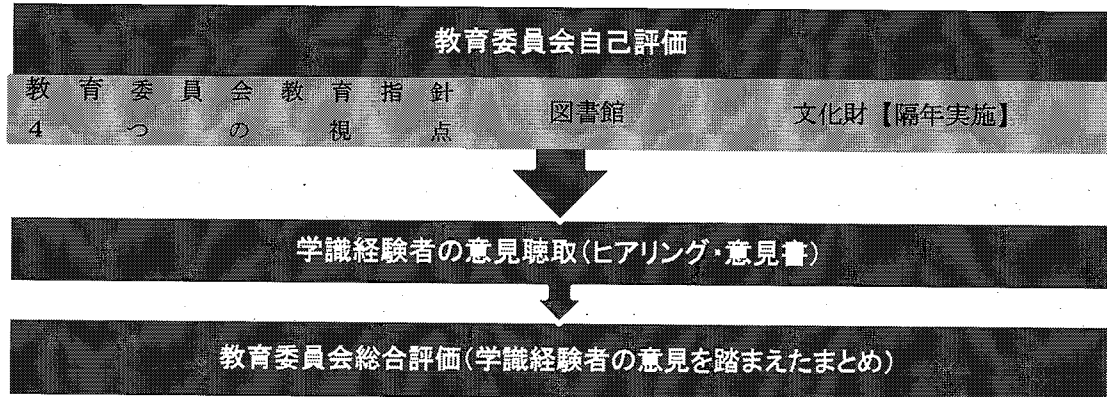 教育委員会自己評価
教育委員会教育指針
4つの視点
図書館
文化財【隔年実施】
学識経験者の意見聴取(ヒアリング・意見書)
教育委員会総合評価(学識経験者の意見を踏まえたまとめ)